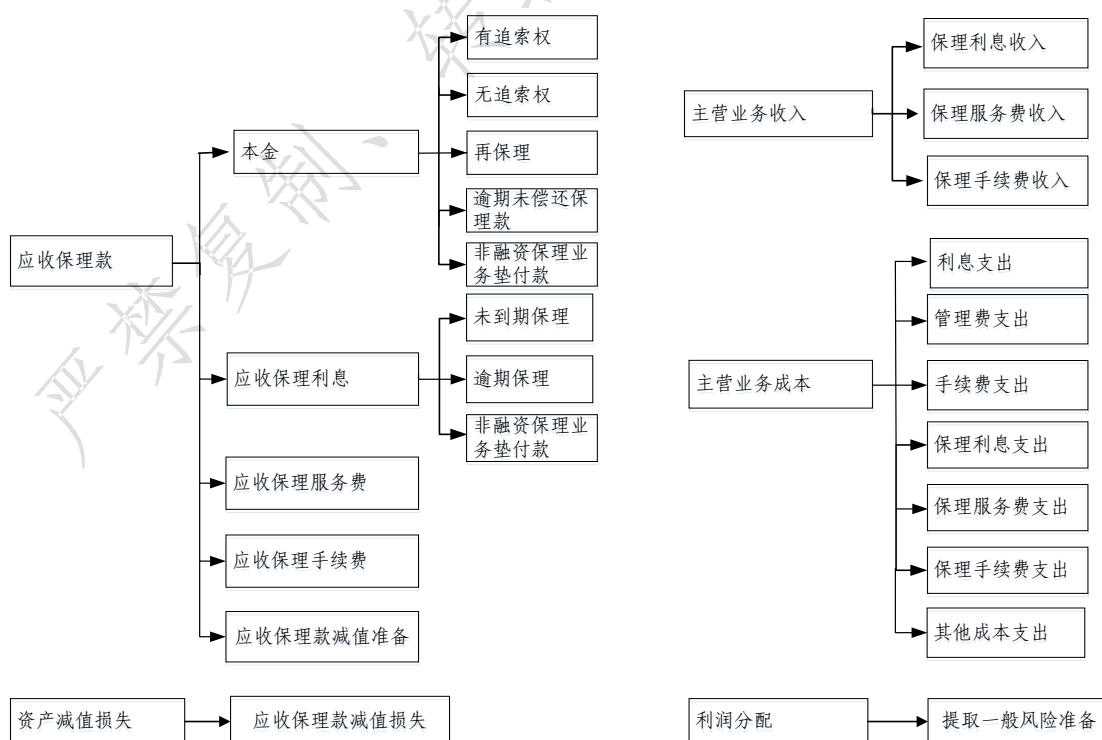 应收保理款
本金
有追索权
无追索权
再保理
逾期未偿还保
理款
非融资保理业
务垫付款
应收保理利息
未到期保理
逾期保理
非融资保理业
务垫付款
应收保理服务费
应收保理手续费
应收保理款减值准备
资产减值损失
应收保理款减值损失
主营业务收入
保理利息收入
保理服务费收入
保理手续费收入
主营业务成本
利息支出
管理费支出
手续费支出
保理利息支出
保理服务费支出
保理手续费支出
其他成本支出
利润分配
提取一般风险准备
严禁复制、